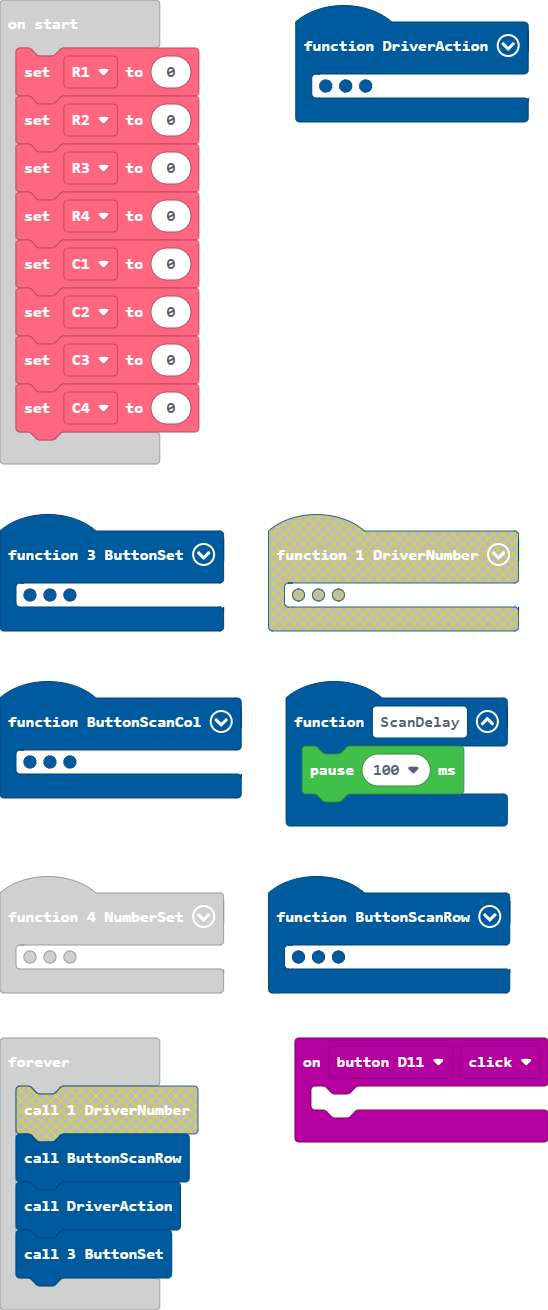 on start
set R1 to 0
set R2 to 0
set R3 to 0
set R4 to 0
set C1 to 0
set C2 to 0
set C3 to 0
set C4 to 0
function DriverAction
function 3 ButtonSet
function 1 DriverNumber
function ButtonScanCol
function ScanDelay
pause 100 ms
function 4 NumberSet
function ButtonScanRow
forever
call 1 DriverNumber
call ButtonScanRow
call DriverAction
call 3 ButtonSet
on button D11 click